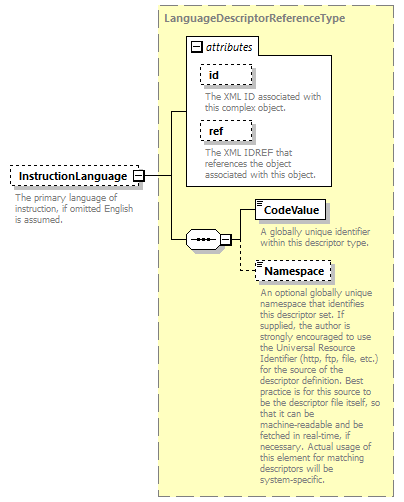 LanguageDescriptorReferenceType
attributes
id
The XML ID associated with
this complex object.
ref
The XML IDREF that
references the object
associated with this object.
InstructionLanguage
The primary language of
instruction, if omitted English
is assumed.
CodeValue
A globally unique identifier
within this descriptor type.
Namespace
An optional globally unique
namespace that identifies
this descriptor set. If
supplied, the author is
strongly encouraged to use
the Universal Resource
Identifier (http, ftp, file, etc.)
for the source of the
descriptor definition. Best
practice is for this source to
be the descriptor file itself, so
that it can be
machine-readable and be
fetched in real-time, if
necessary. Actual usage of
this element for matching
descriptors will be
system-specific.